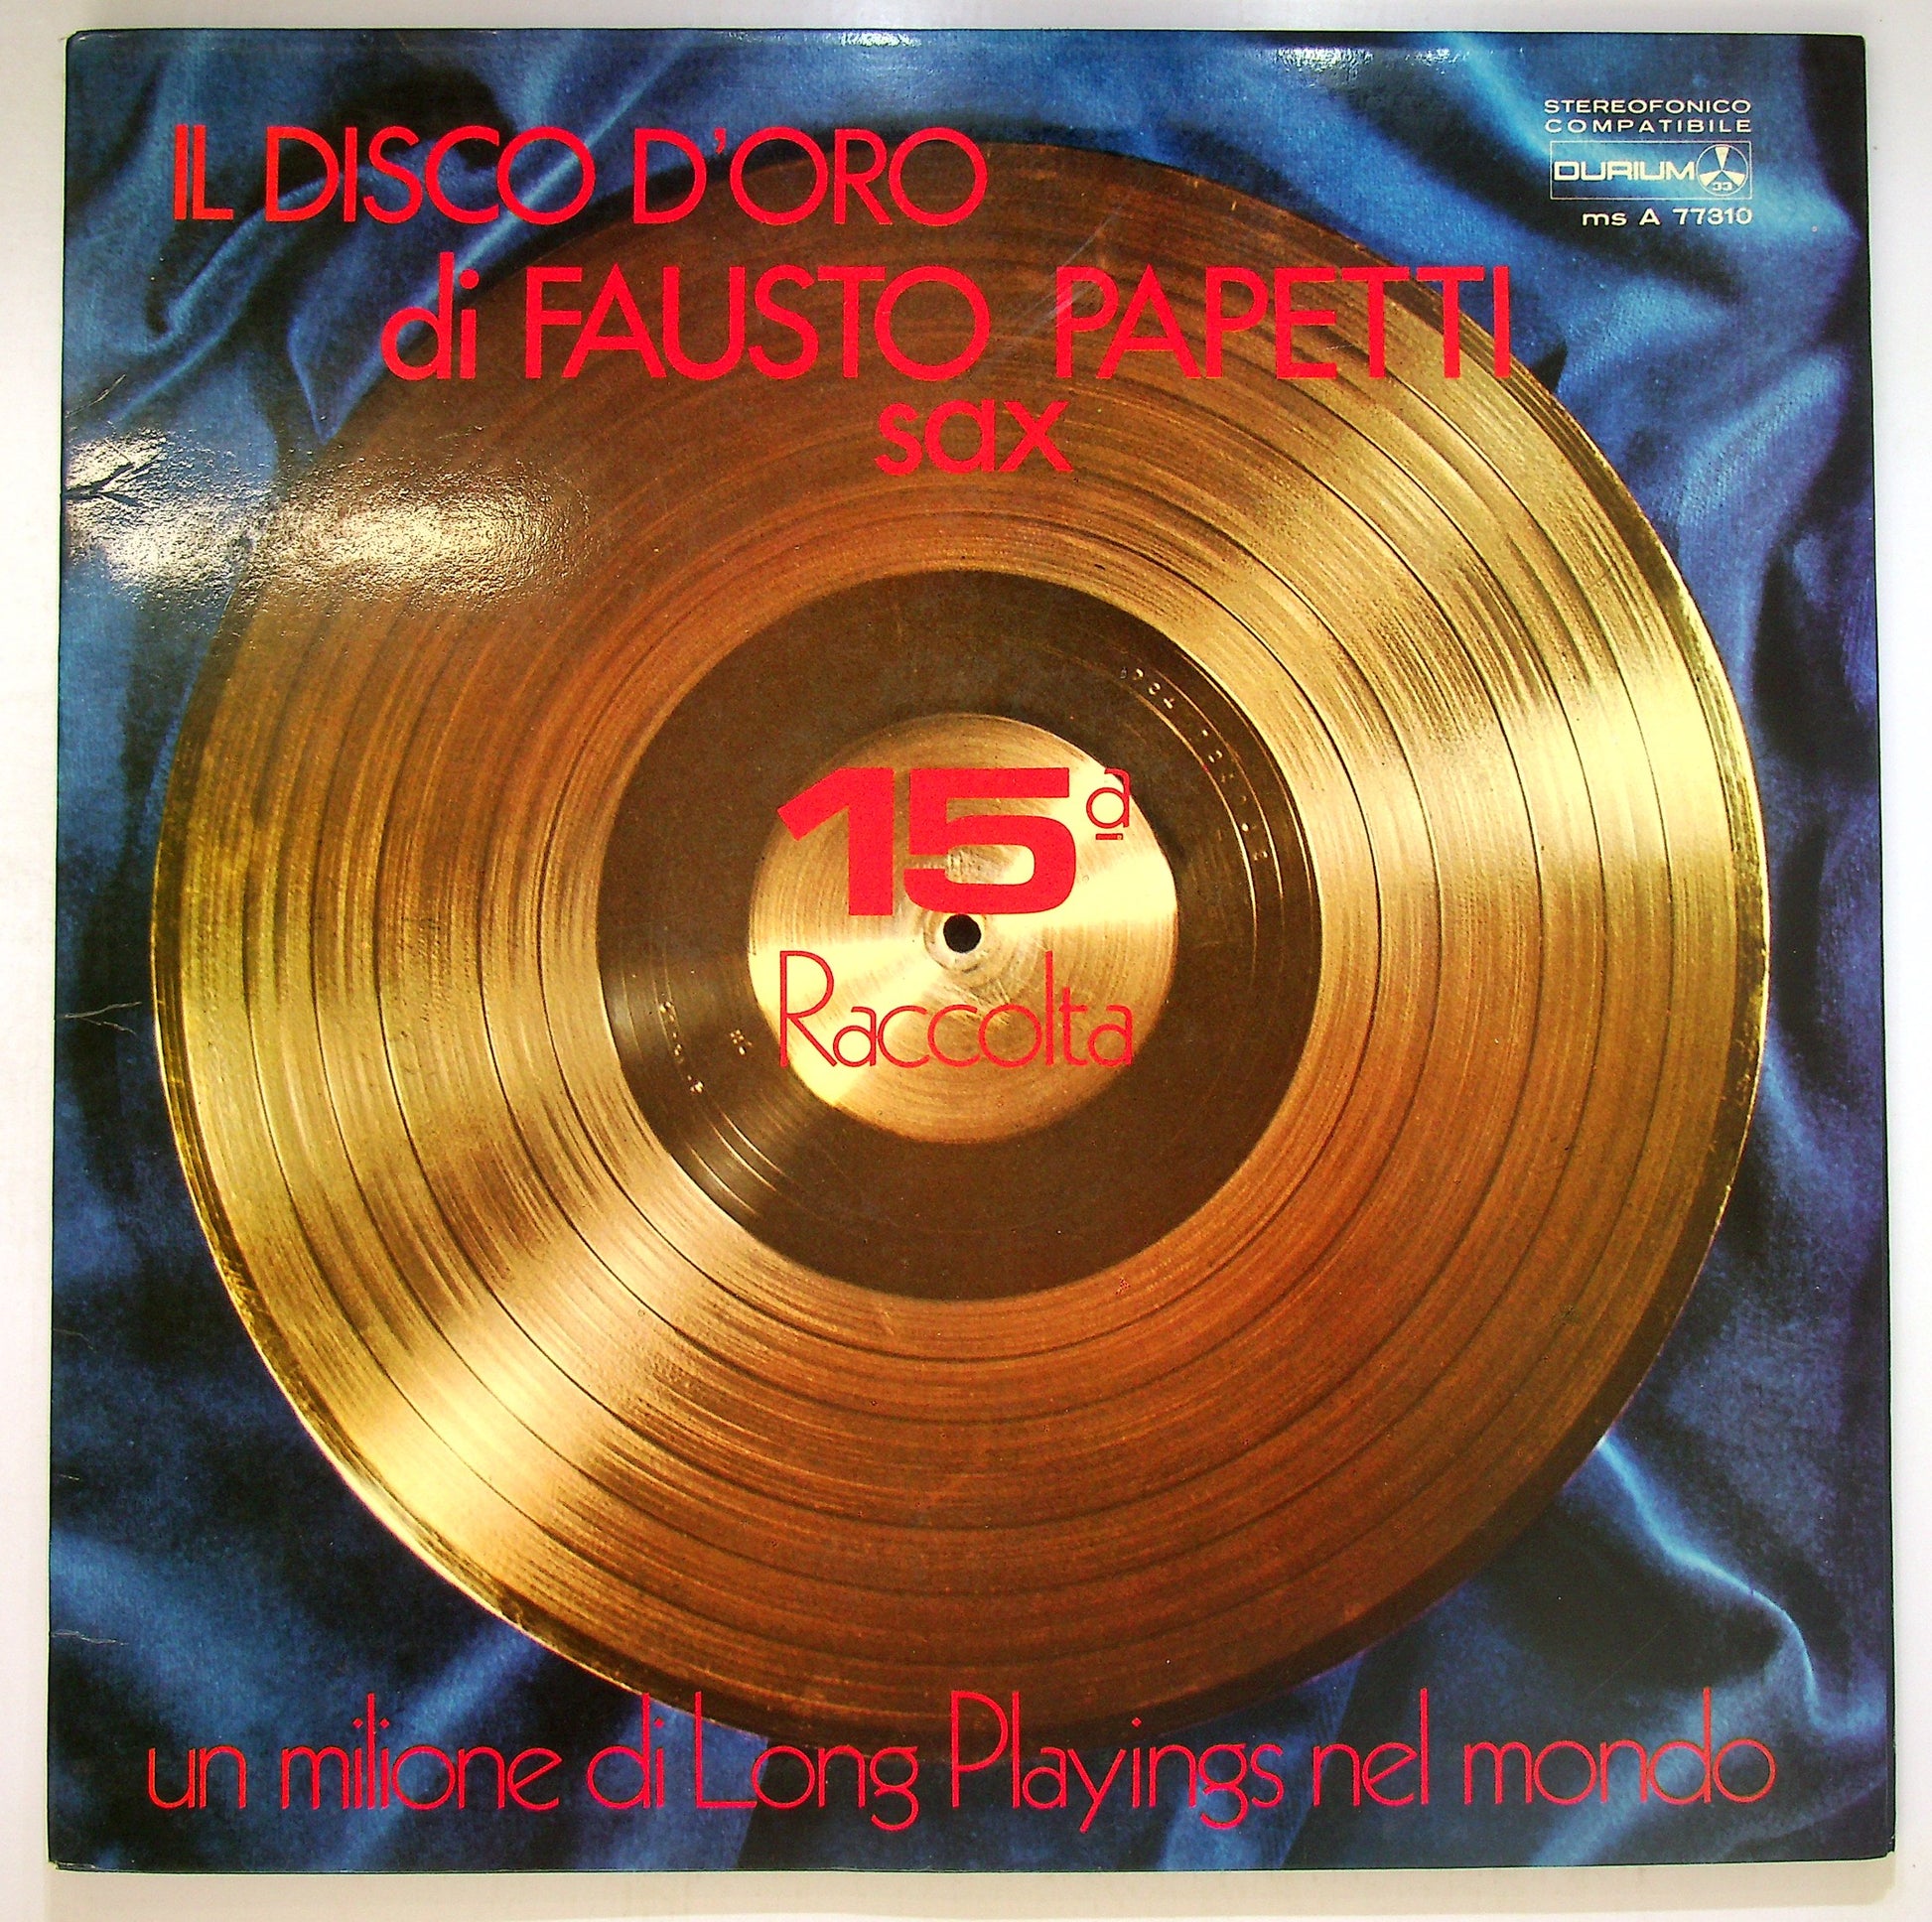 STEREOFONICO
COMPATIBILE
DURIUM
33
ms A 77310
IL DISCO D'ORO
di FAUSTO PAPETTI
sax
15ª
Raccolta
un milione di Long Playings nel mondo